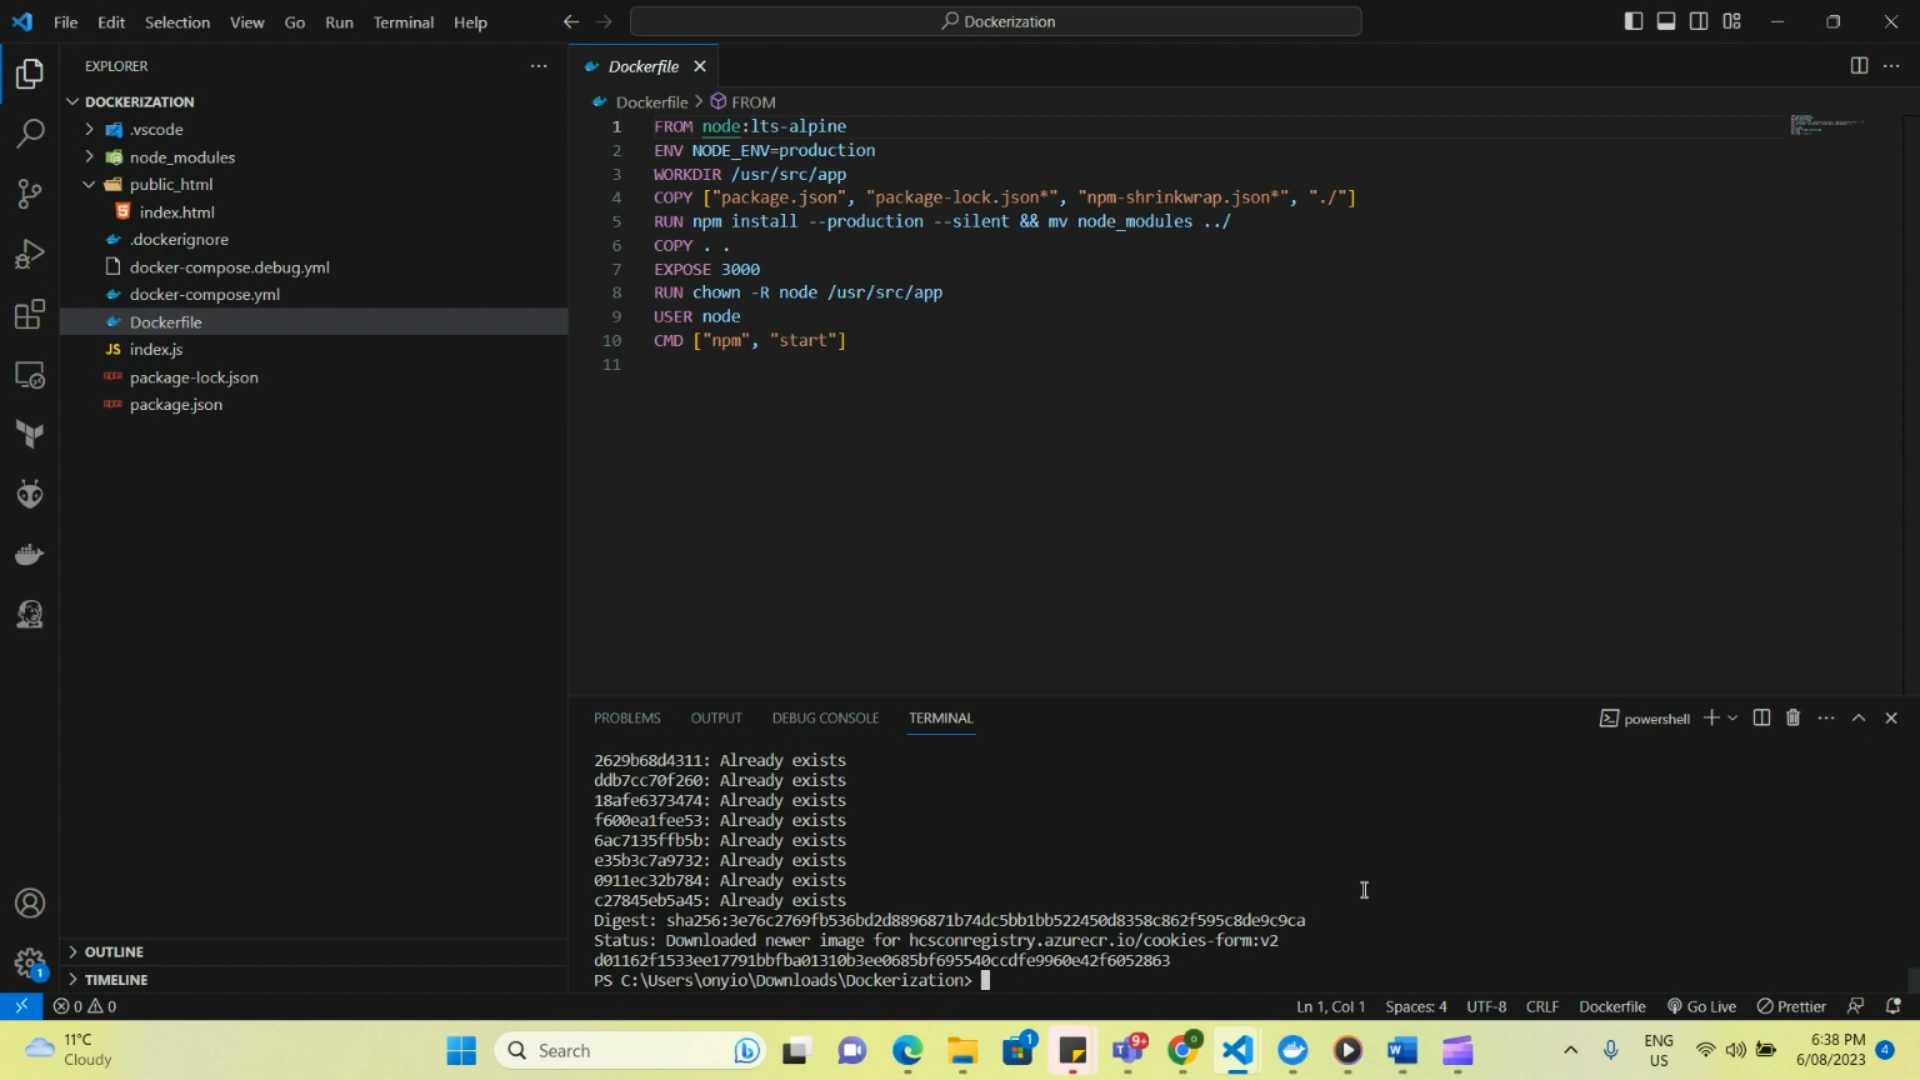 File Edit Selection View Go Run Terminal Help
Dockerization
EXPLORER
DOCKERIZATION
.vscode
node_modules
public_html
index.html
.dockerignore
docker-compose.debug.yml
docker-compose.yml
Dockerfile
JS index.js
package-lock.json
package.json
OUTLINE
TIMELINE
Dockerfile
Dockerfile > FROM
1 FROM node:lts-alpine
2 ENV NODE_ENV=production
3 WORKDIR /usr/src/app
4 COPY ["package.json", "package-lock.json*", "npm-shrinkwrap.json*", "./"]
5 RUN npm install --production --silent && mv node_modules ../
6 COPY . .
7 EXPOSE 3000
8 RUN chown -R node /usr/src/app
9 USER node
10 CMD ["npm", "start"]
11
PROBLEMS OUTPUT DEBUG CONSOLE TERMINAL
powershell
2629b68d4311: Already exists
ddb7cc70f260: Already exists
18afe6373474: Already exists
f600ea1fee53: Already exists
6ac7135ffb5b: Already exists
e35b3c7a9732: Already exists
0911ec32b784: Already exists
c27845eb5a45: Already exists
Digest: sha256:3e76c2769fb536bd2d8896871b74dc5bb1bb522450d8358c862f595c8de9c9ca
Status: Downloaded newer image for hcsconregistry.azurecr.io/cookies-form:v2
d01162f1533ee17791bbfba01310b3ee0685bf695540ccdfe9960e42f6052863
PS C:\Users\onyio\Downloads\Dockerization>
1
0 0
Ln 1, Col 1 Spaces: 4 UTF-8 CRLF Dockerfile Go Live Prettier
11°C
Cloudy
Search
1
9+
ENG
US
6:38 PM
6/08/2023
4